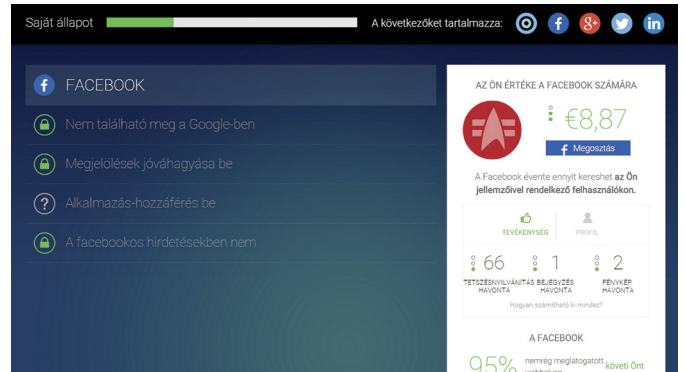 Saját állapot
A következőket tartalmazza:
FACEBOOK
Nem található meg a Google-ben
Megjelölések jóváhagyása be
Alkalmazás-hozzáférés be
A facebookos hirdetésekben nem
AZ ÖN ÉRTÉKE A FACEBOOK SZÁMÁRA
€8,87
Megosztás
A Facebook évente ennyit kereshet az Ön
jellemzőivel rendelkező felhasználókon.
TEVÉKENYSÉG PROFIL
66 1 2
TETSZÉSNYILVÁNÍTÁS BEJEGYZÉS FÉNYKÉP
HAVONTA HAVONTA HAVONTA
Hogyan számítható ki mindez?
A FACEBOOK
95% nemrég meglátogatott követi Önt